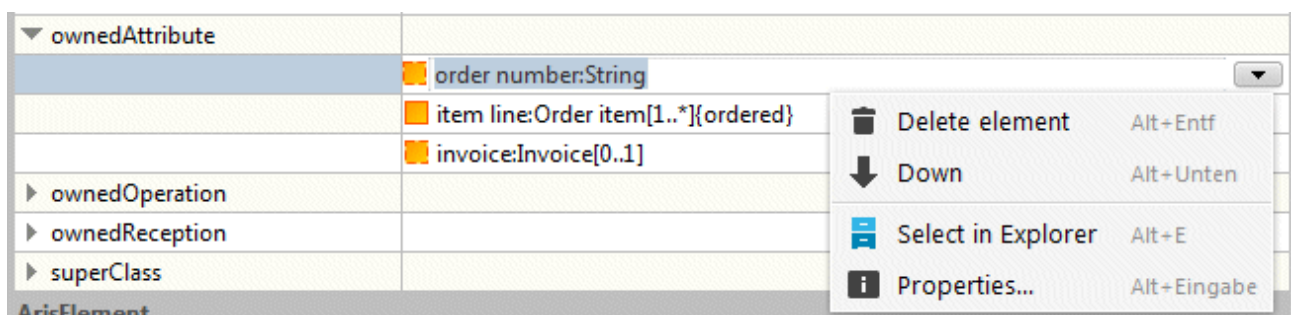 ownedAttribute
order number:String
item line:Order item[1..*]{ordered}
invoice:Invoice[0..1]
ownedOperation
ownedReception
superClass
ArisElement
Delete element Alt+Entf
Down Alt+Unten
Select in Explorer Alt+E
Properties... Alt+Eingabe